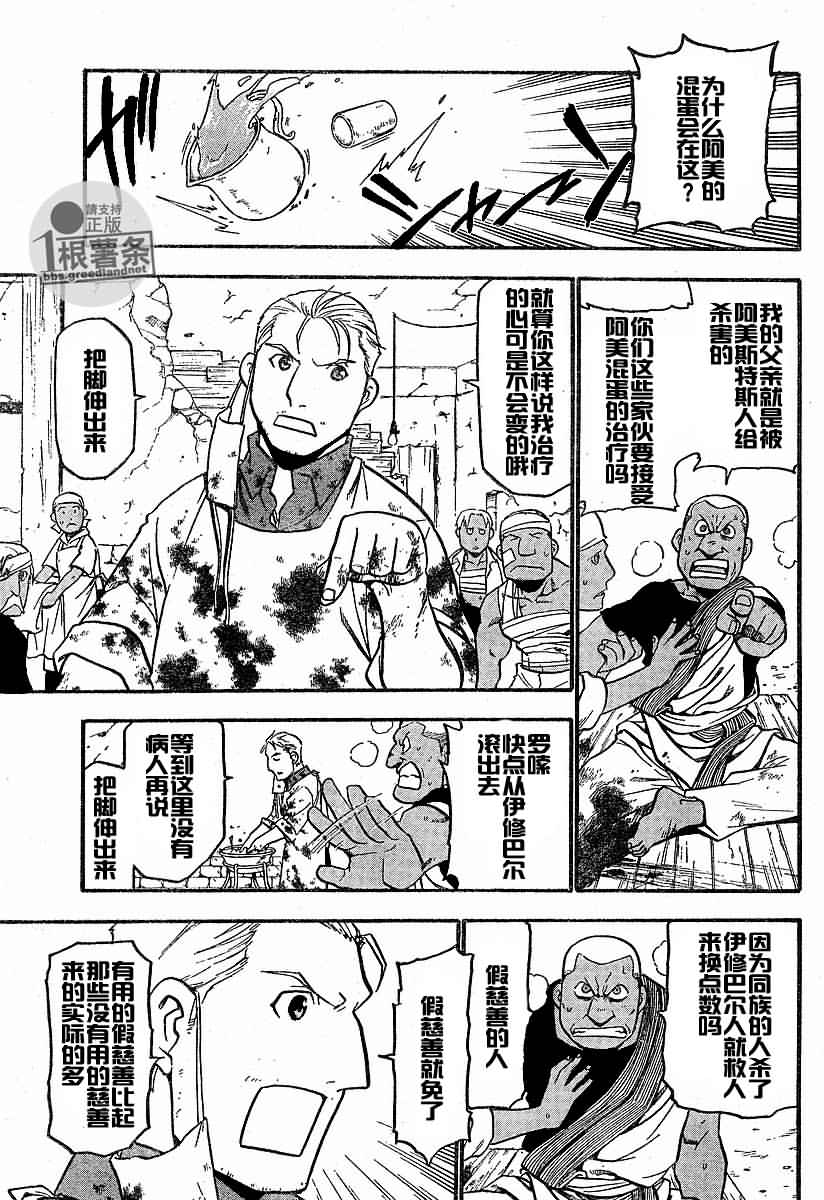 为什么阿美的
混蛋会在这？
請支持
正版
1根薯条
bbs.greedland.net
我的父亲就是被
阿美斯特斯人给
杀害的
你们这些家伙要接受
阿美混蛋的治疗吗
就算你这样说我治疗
的心可是不会变的哦
把脚伸出来
罗嗦
快点从伊修巴尔
滚出去
等到这里没有
病人再说
把脚伸出来
因为同族的人杀了
伊修巴尔人就救人
来换点数吗
假慈善的人
假慈善就免了
有用的假慈善比起
那些没有用的慈善
来的实际的多